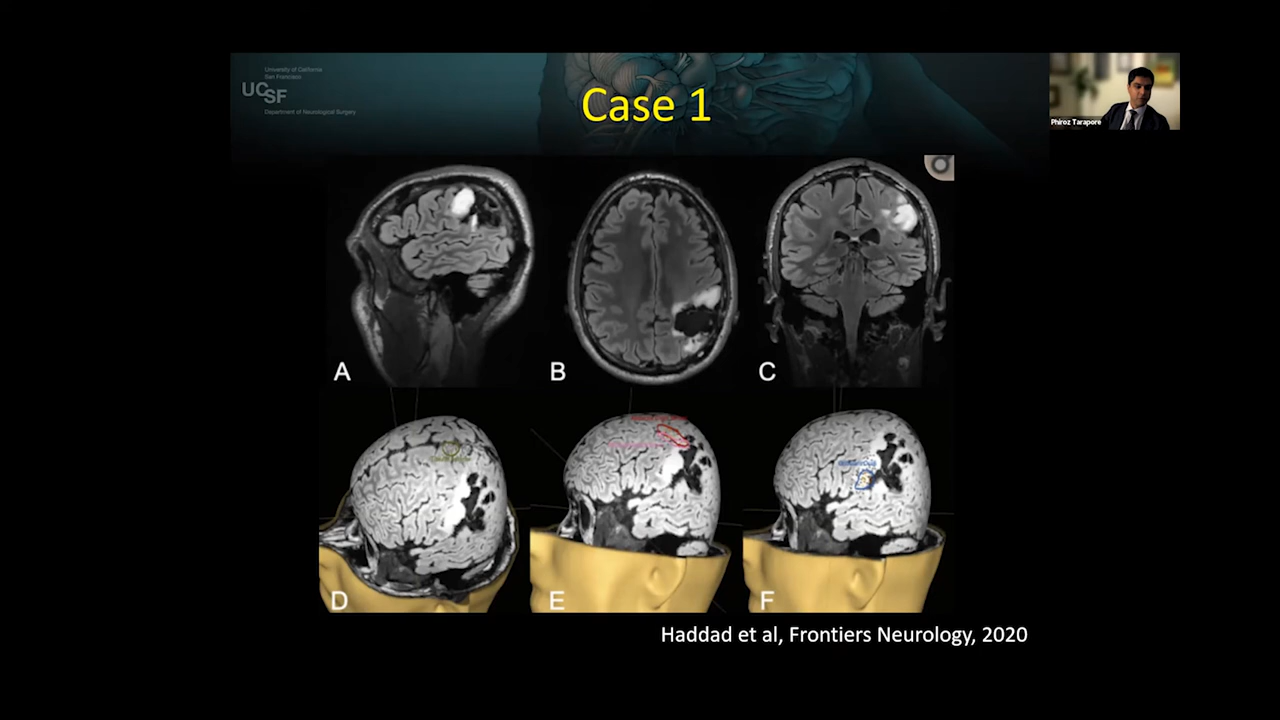 University of California
San Francisco
UCSF
Department of Neurological Surgery
Case 1
Phiroz Tarapore
A
B
C
D
E
F
Haddad et al, Frontiers Neurology, 2020